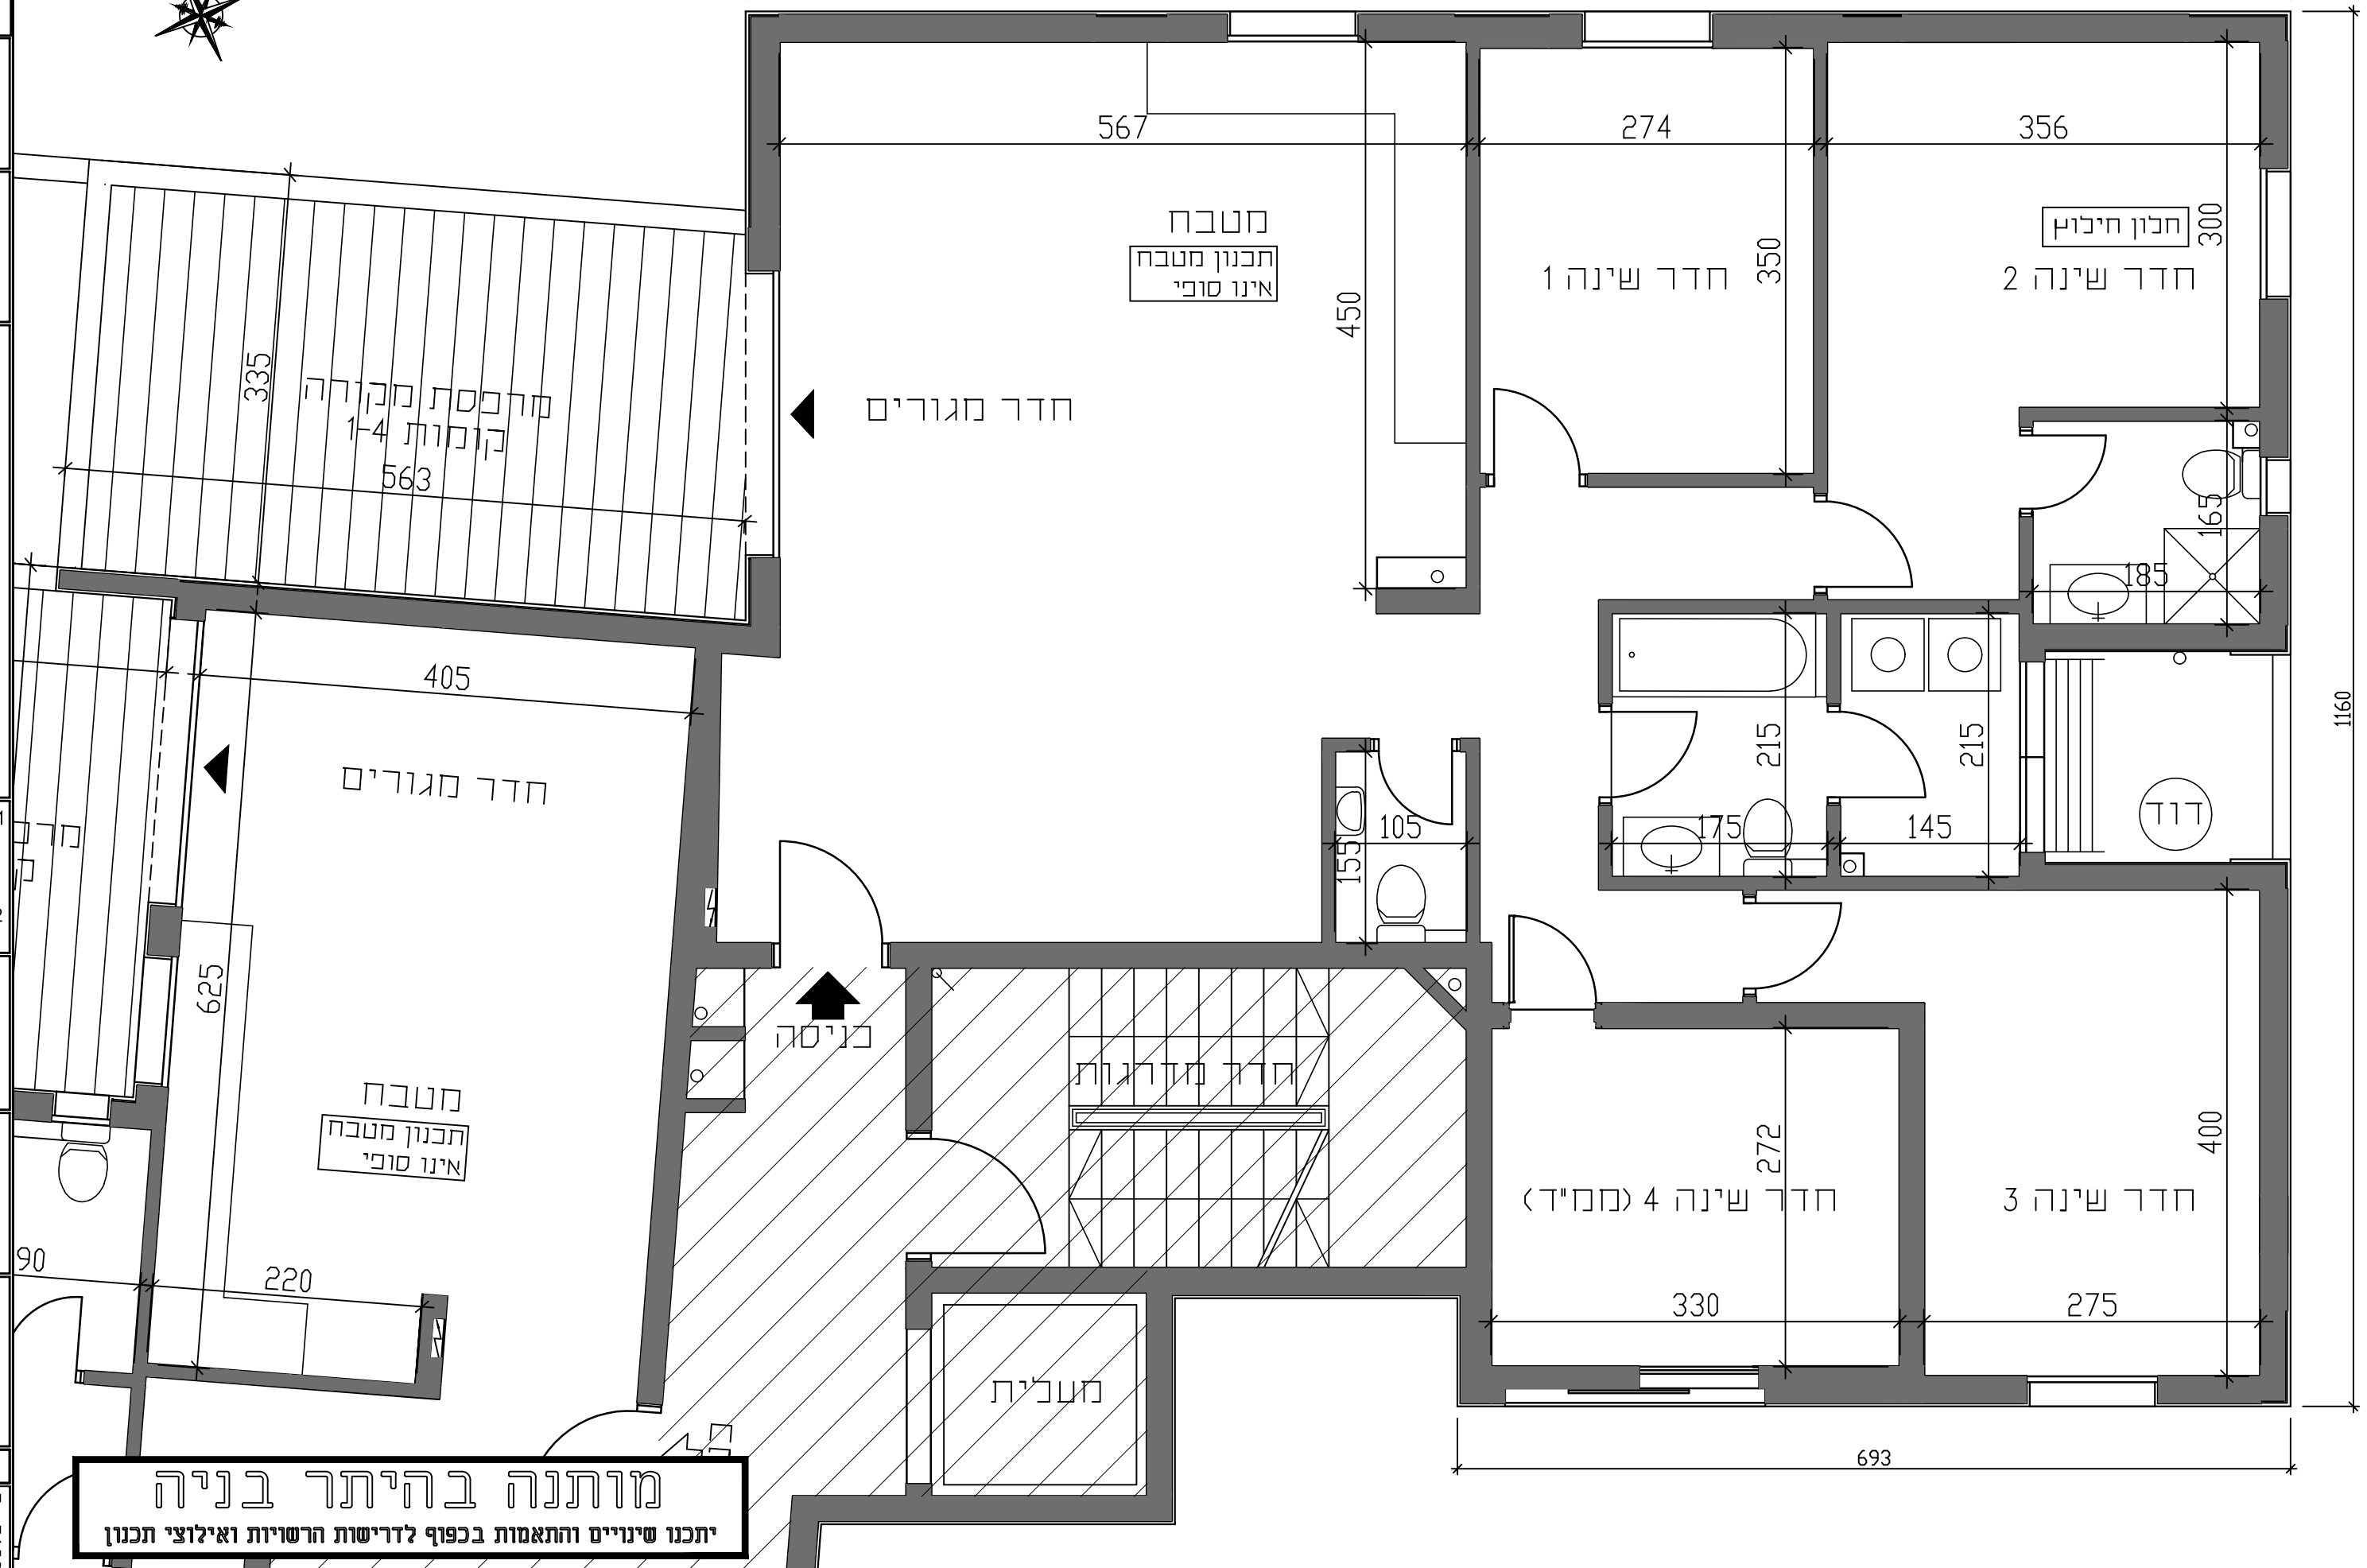 567
274
356
מטבח
תכנון מטבח
אינו סופי
450
חדר שינה 1
350
חלון חילוץ
300
חדר שינה 2
335
מרפסת מקורה
קומות 1-4
563
חדר מגורים
165
185
405
חדר מגורים
215
215
1160
175
145
דוד
105
155
625
כניסה
חדר מדרגות
מטבח
תכנון מטבח
אינו סופי
272
400
חדר שינה 4 (ממ"ד)
חדר שינה 3
90
220
330
275
מעלית
693
מותנה בהיתר בניה
יתכנו שינויים והתאמות בכפוף לדרישות הרשויות ואילוצי תכנון